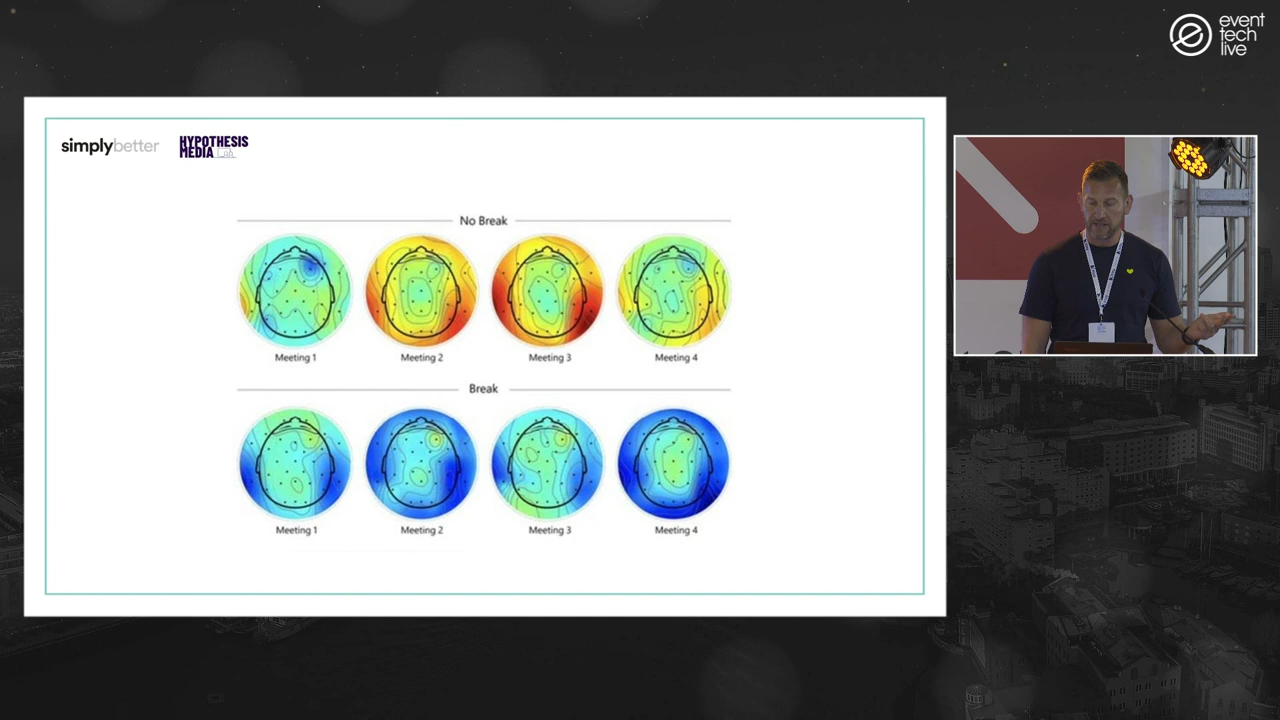 event
tech
live
simplybetter
HYPOTHESIS
MEDIA Lab
No Break
Meeting 1
Meeting 2
Meeting 3
Meeting 4
Break
Meeting 1
Meeting 2
Meeting 3
Meeting 4